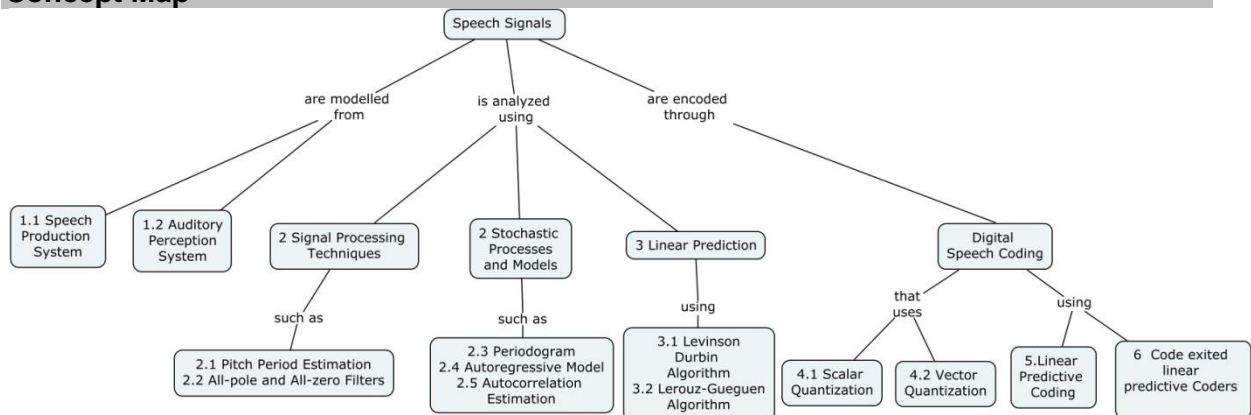 Concept Map
Speech Signals
are modelled
from
is analyzed
using
are encoded
through
1.1 Speech
Production
System
1.2 Auditory
Perception
System
2 Signal Processing
Techniques
2 Stochastic
Processes
and Models
3 Linear Prediction
Digital
Speech Coding
such as
such as
using
that
uses
using
2.1 Pitch Period Estimation
2.2 All-pole and All-zero Filters
2.3 Periodogram
2.4 Autoregressive Model
2.5 Autocorrelation
Estimation
3.1 Levinson
Durbin
Algorithm
3.2 Lerouz-Gueguen
Algorithm
4.1 Scalar
Quantization
4.2 Vector
Quantization
5.Linear
Predictive
Coding
6 Code exited
linear
predictive Coders